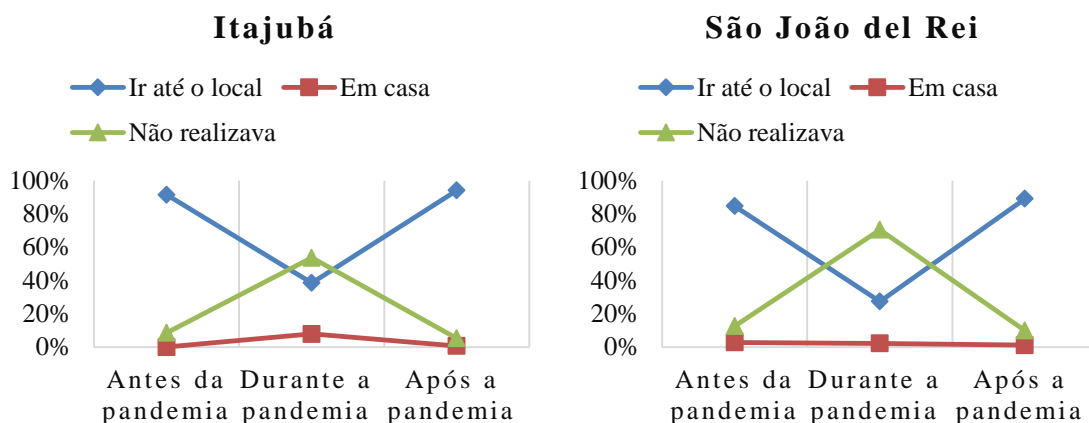 Itajubá
Ir até o local Em casa
Não realizava
100%
80%
60%
40%
20%
0%
Antes da pandemia
Durante a pandemia
Após a pandemia
São João del Rei
Ir até o local Em casa
Não realizava
100%
80%
60%
40%
20%
0%
Antes da pandemia
Durante a pandemia
Após a pandemia